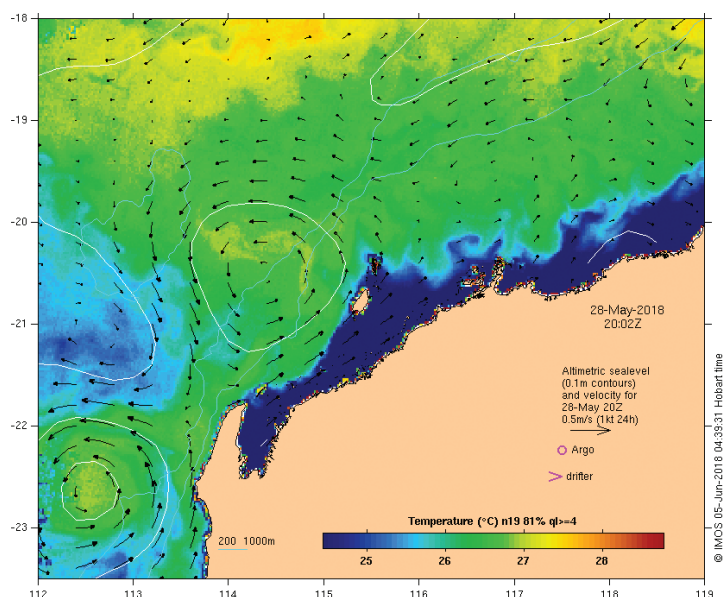 -18
-19
-20
-21
-22
-23
112
113
114
115
116
117
118
119
28-May-2018
20:02Z
Altimetric sealevel
(0.1m contours)
and velocity for
28-May 20Z
0.5m/s (1kt 24h)
Argo
drifter
200 1000m
Temperature (°C) n19 81% ql>=4
25 26 27 28
© IMOS 05-Jun-2018 04:39:31 Hobart time